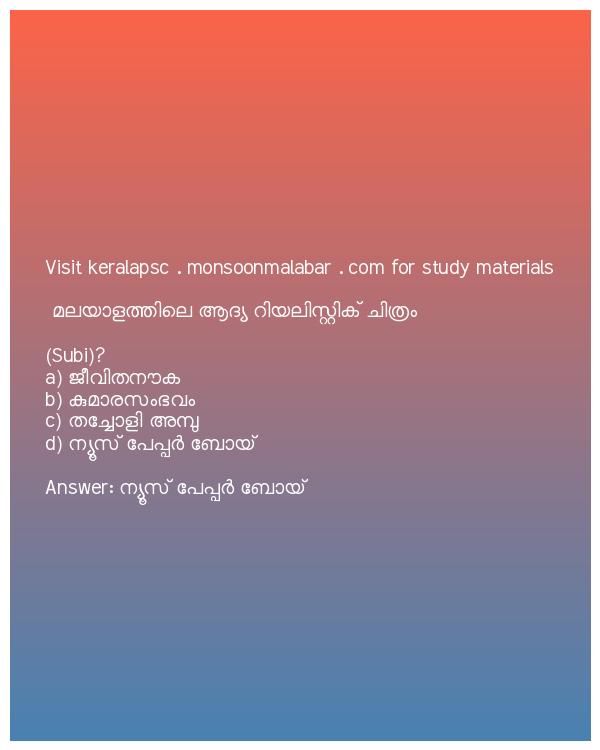 Visit keralapsc . monsoonmalabar . com for study materials
മലയാളത്തിലെ ആദ്യ റിയലിസ്റ്റിക് ചിത്രം
(Subi)?
a) ജീവിതനൗക
b) കുമാരസംഭവം
c) തച്ചോളി അമ്പു
d) ന്യൂസ് പേപ്പർ ബോയ്
Answer: ന്യൂസ് പേപ്പർ ബോയ്